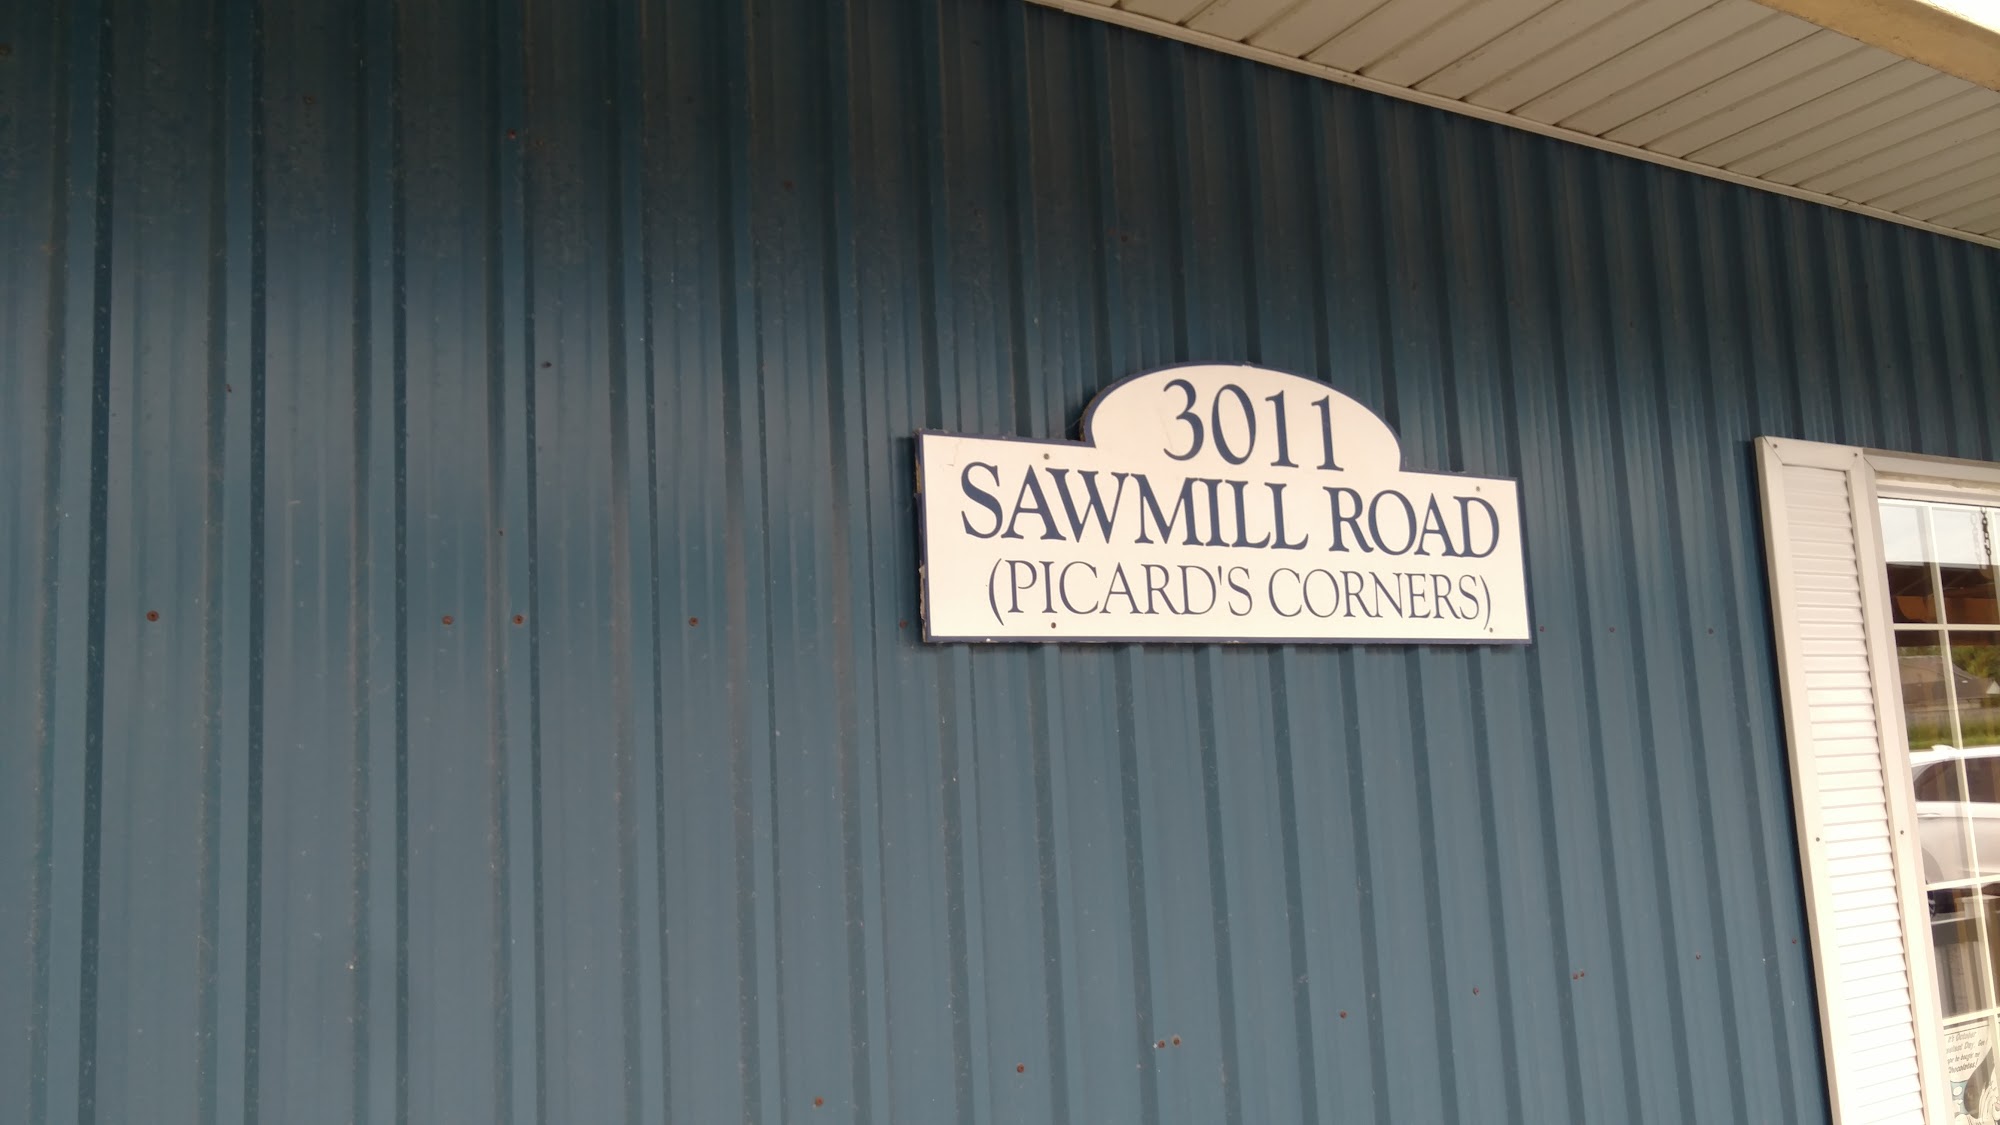 3011
SAWMILL ROAD
(PICARD'S CORNERS)